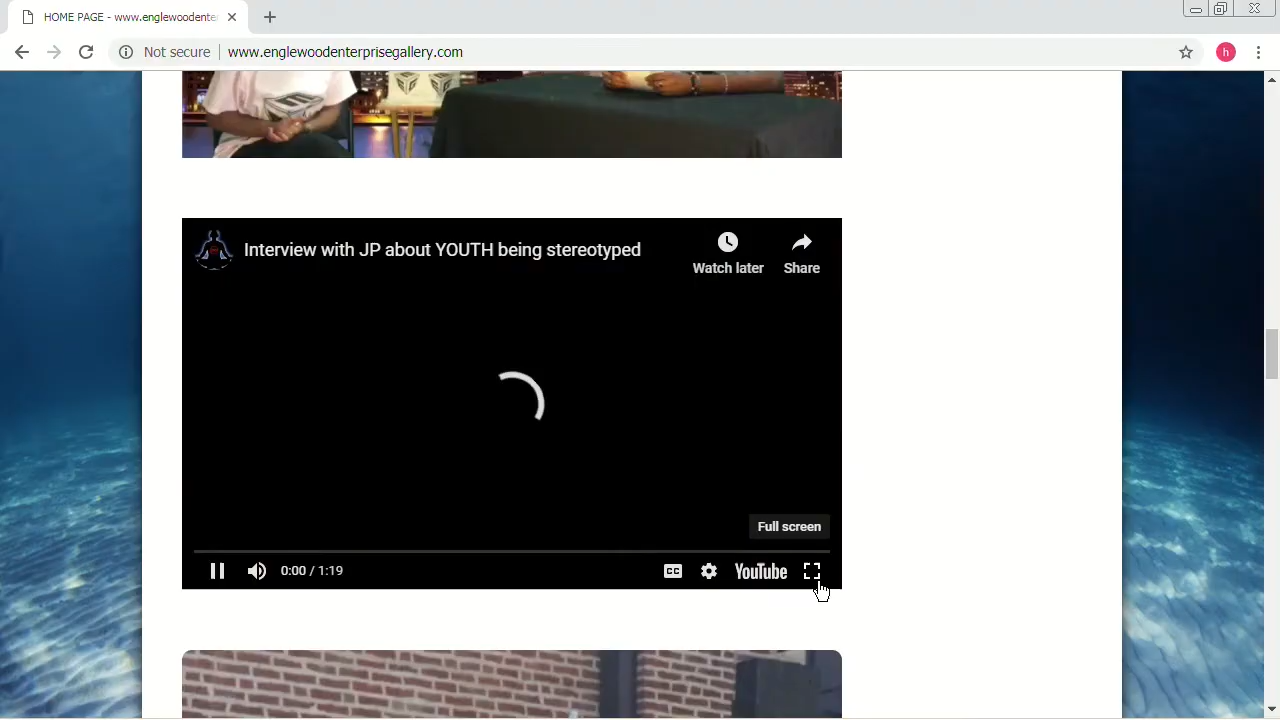 HOME PAGE - www.englewoodente
Not secure www.englewoodenterprisegallery.com h
Interview with JP about YOUTH being stereotyped
Watch later
Share
Full screen
0:00 / 1:19
CC
YouTube